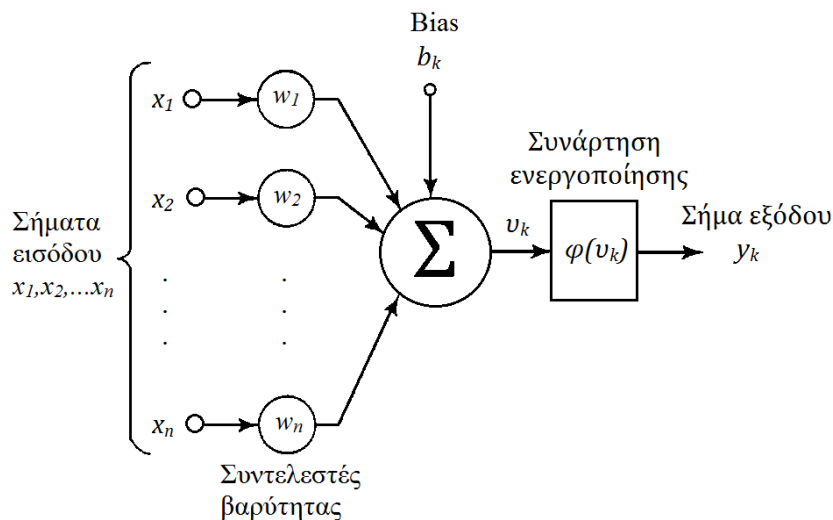 Bias
b_k
x_1
w_1
Συνάρτηση
ενεργοποίησης
x_2
w_2
Σήματα
εισόδου
x_1,x_2,...x_n
Σ
υ_k
φ(υ_k)
Σήμα εξόδου
y_k
. .
. .
. .
x_n
w_n
Συντελεστές
βαρύτητας